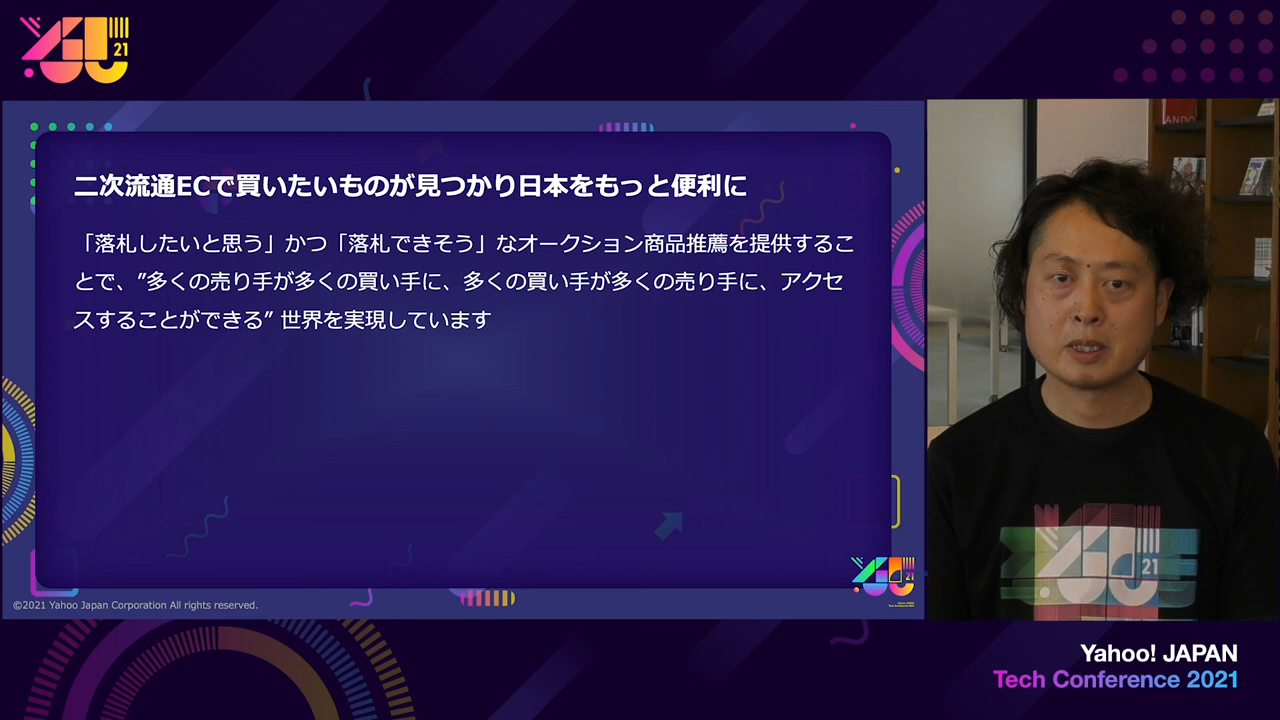 21
二次流通ECで買いたいものが見つかり日本をもっと便利に
「落札したいと思う」かつ「落札できそう」なオークション商品推薦を提供するこ
とで、”多くの売り手が多くの買い手に、多くの買い手が多くの売り手に、アクセ
スすることができる” 世界を実現しています
21
©2021 Yahoo Japan Corporation All rights reserved.
ANDO
21
Yahoo! JAPAN
Tech Conference 2021